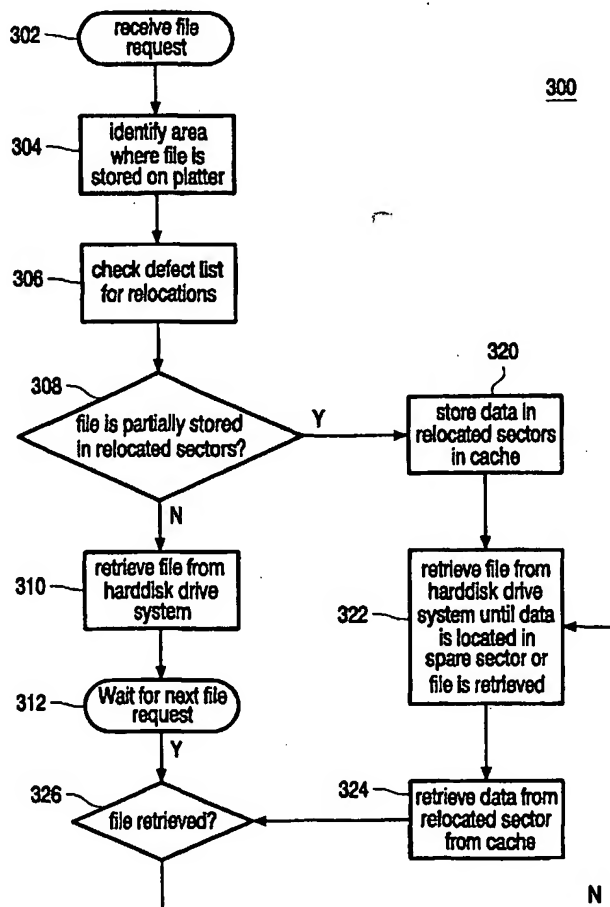 300
302
receive file
request
304
identify area
where file is
stored on platter
306
check defect list
for relocations
308
file is partially stored
in relocated sectors?
Y
N
320
store data in
relocated sectors
in cache
310
retrieve file from
harddisk drive
system
322
retrieve file from
harddisk drive
system until data
is located in
spare sector or
file is retrieved
312
Wait for next file
request
Y
324
retrieve data from
relocated sector
from cache
326
file retrieved?
N